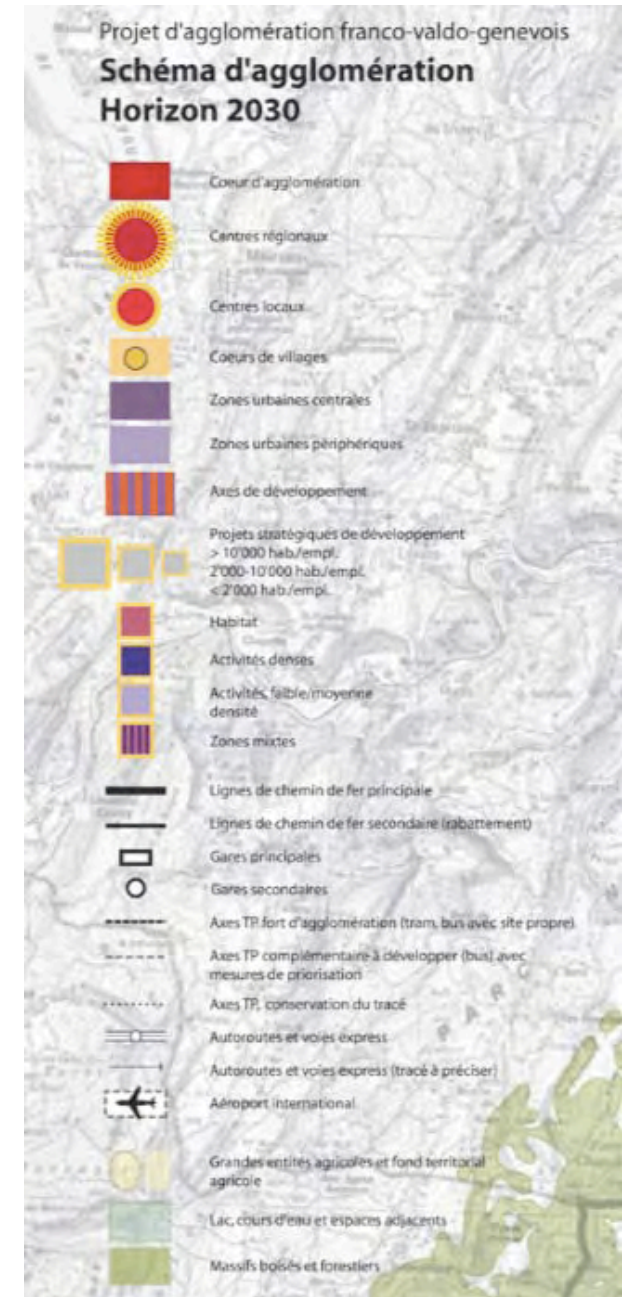 Projet d'agglomération franco-valdo-genevois
Schéma d'agglomération
Horizon 2030
Coeur d'agglomération
Centres régionaux
Centres locaux
Coeurs de villages
Zones urbaines centrales
Zones urbaines périphériques
Axes de développement
Projets stratégiques de développement
> 10'000 hab./empl.
2'000-10'000 hab./empl.
< 2'000 hab./empl.
Habitat
Activités denses
Activités, faible/moyenne
densité
Zones mixtes
Lignes de chemin de fer principale
Lignes de chemin de fer secondaire (rabattement)
Gares principales
Gares secondaires
Axes TP fort d'agglomération (tram, bus avec site propre)
Axes TP complémentaire à développer (bus) avec
mesures de priorisation
Axes TP, conservation du tracé
Autoroutes et voies express
Autoroutes et voies express (tracé à préciser)
Aéroport international
Grandes entités agricoles et fond territorial
agricole
Lac, cours d'eau et espaces adjacents
Massifs boisés et forestiers